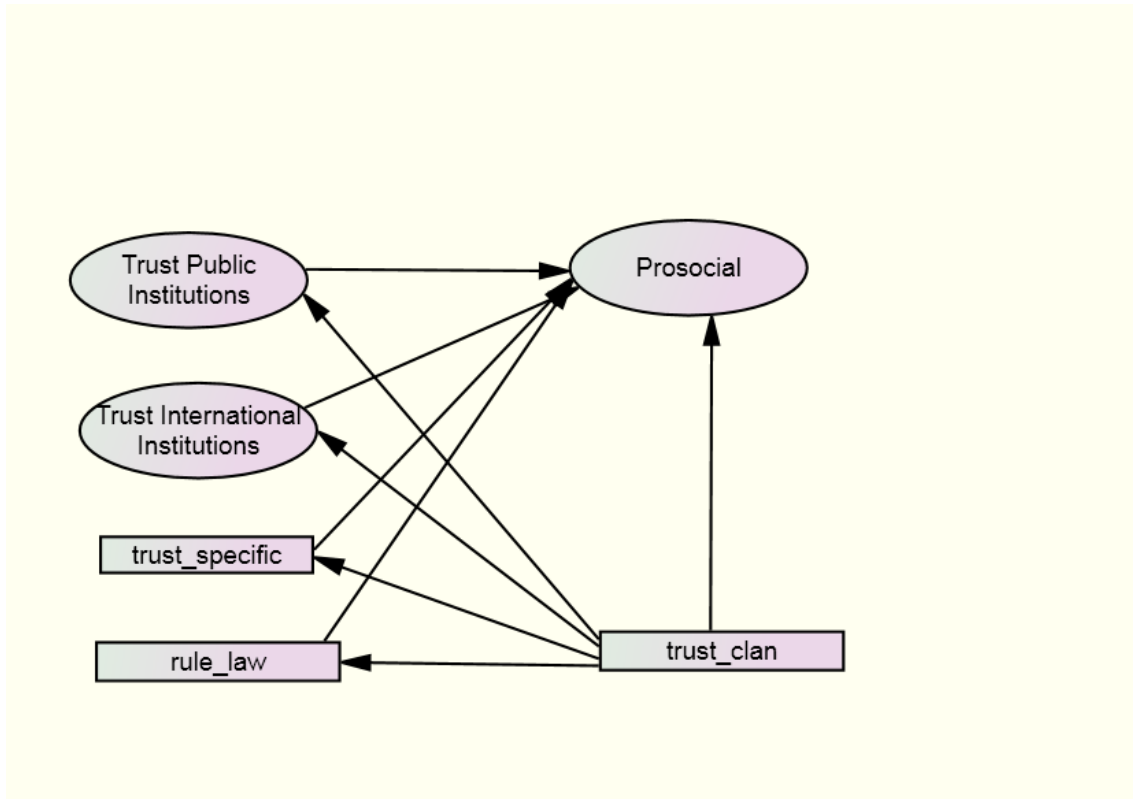 Trust Public
Institutions
Prosocial
Trust International
Institutions
trust_specific
rule_law
trust_clan